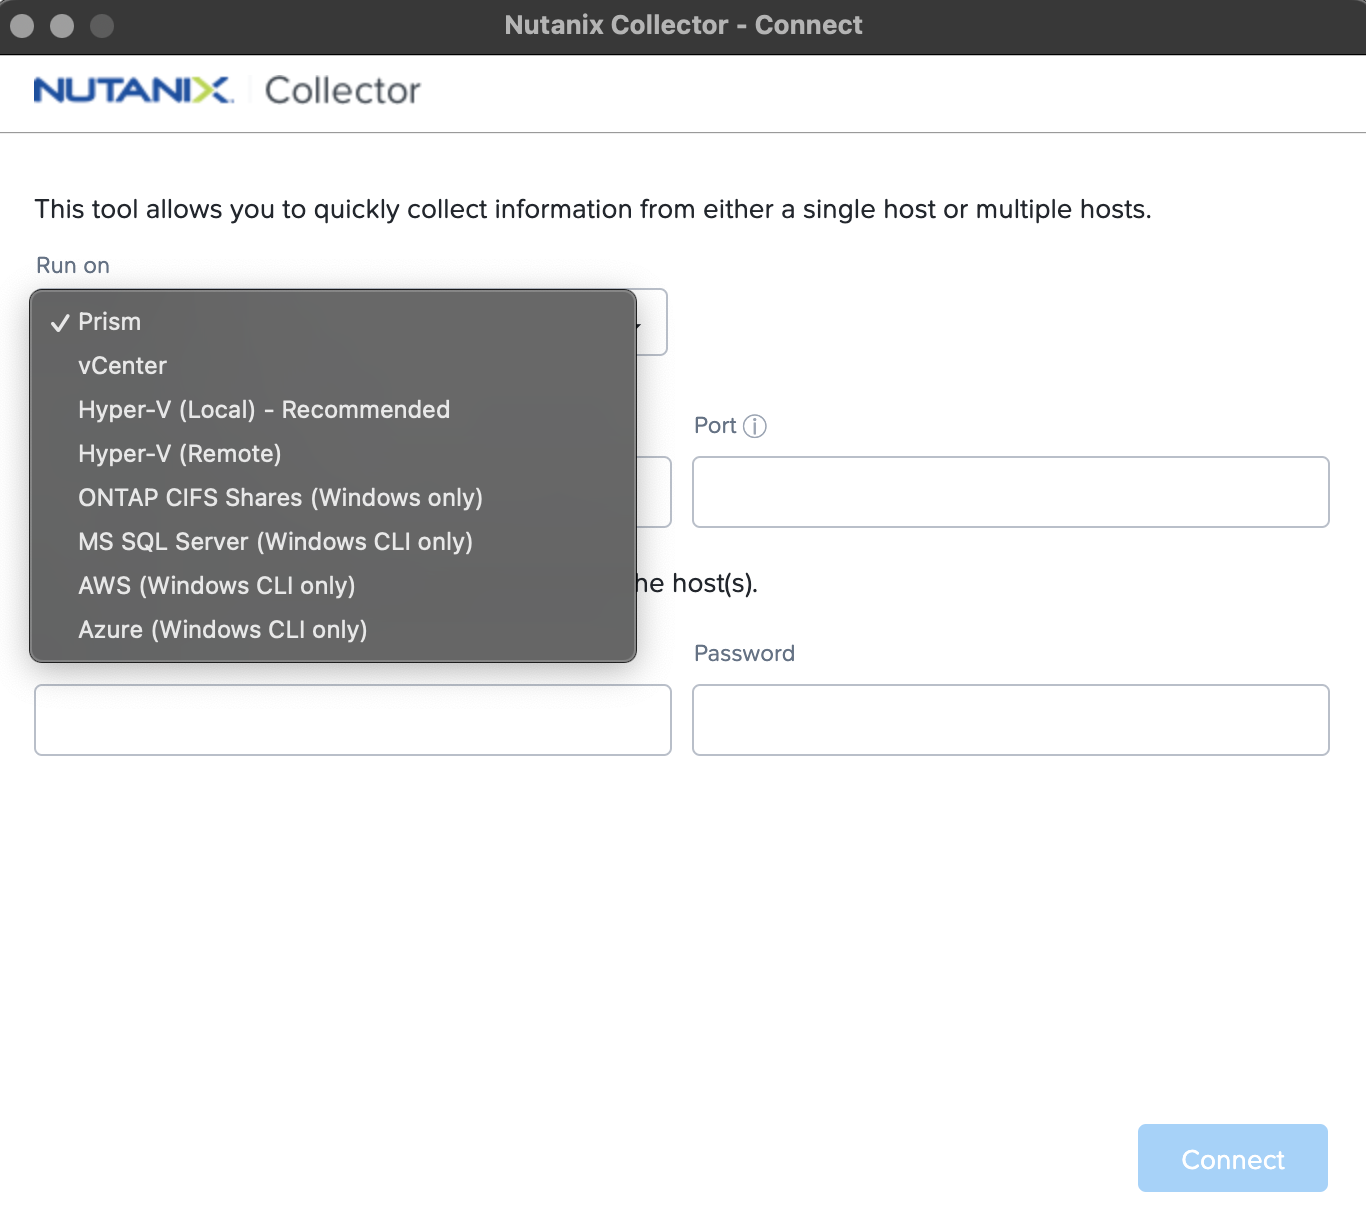 Nutanix Collector - Connect
NUTANIX Collector
This tool allows you to quickly collect information from either a single host or multiple hosts.
Run on
✓ Prism
vCenter
Hyper-V (Local) - Recommended
Hyper-V (Remote)
ONTAP CIFS Shares (Windows only)
MS SQL Server (Windows CLI only)
AWS (Windows CLI only)
Azure (Windows CLI only)
Port
host(s).
Password
Connect